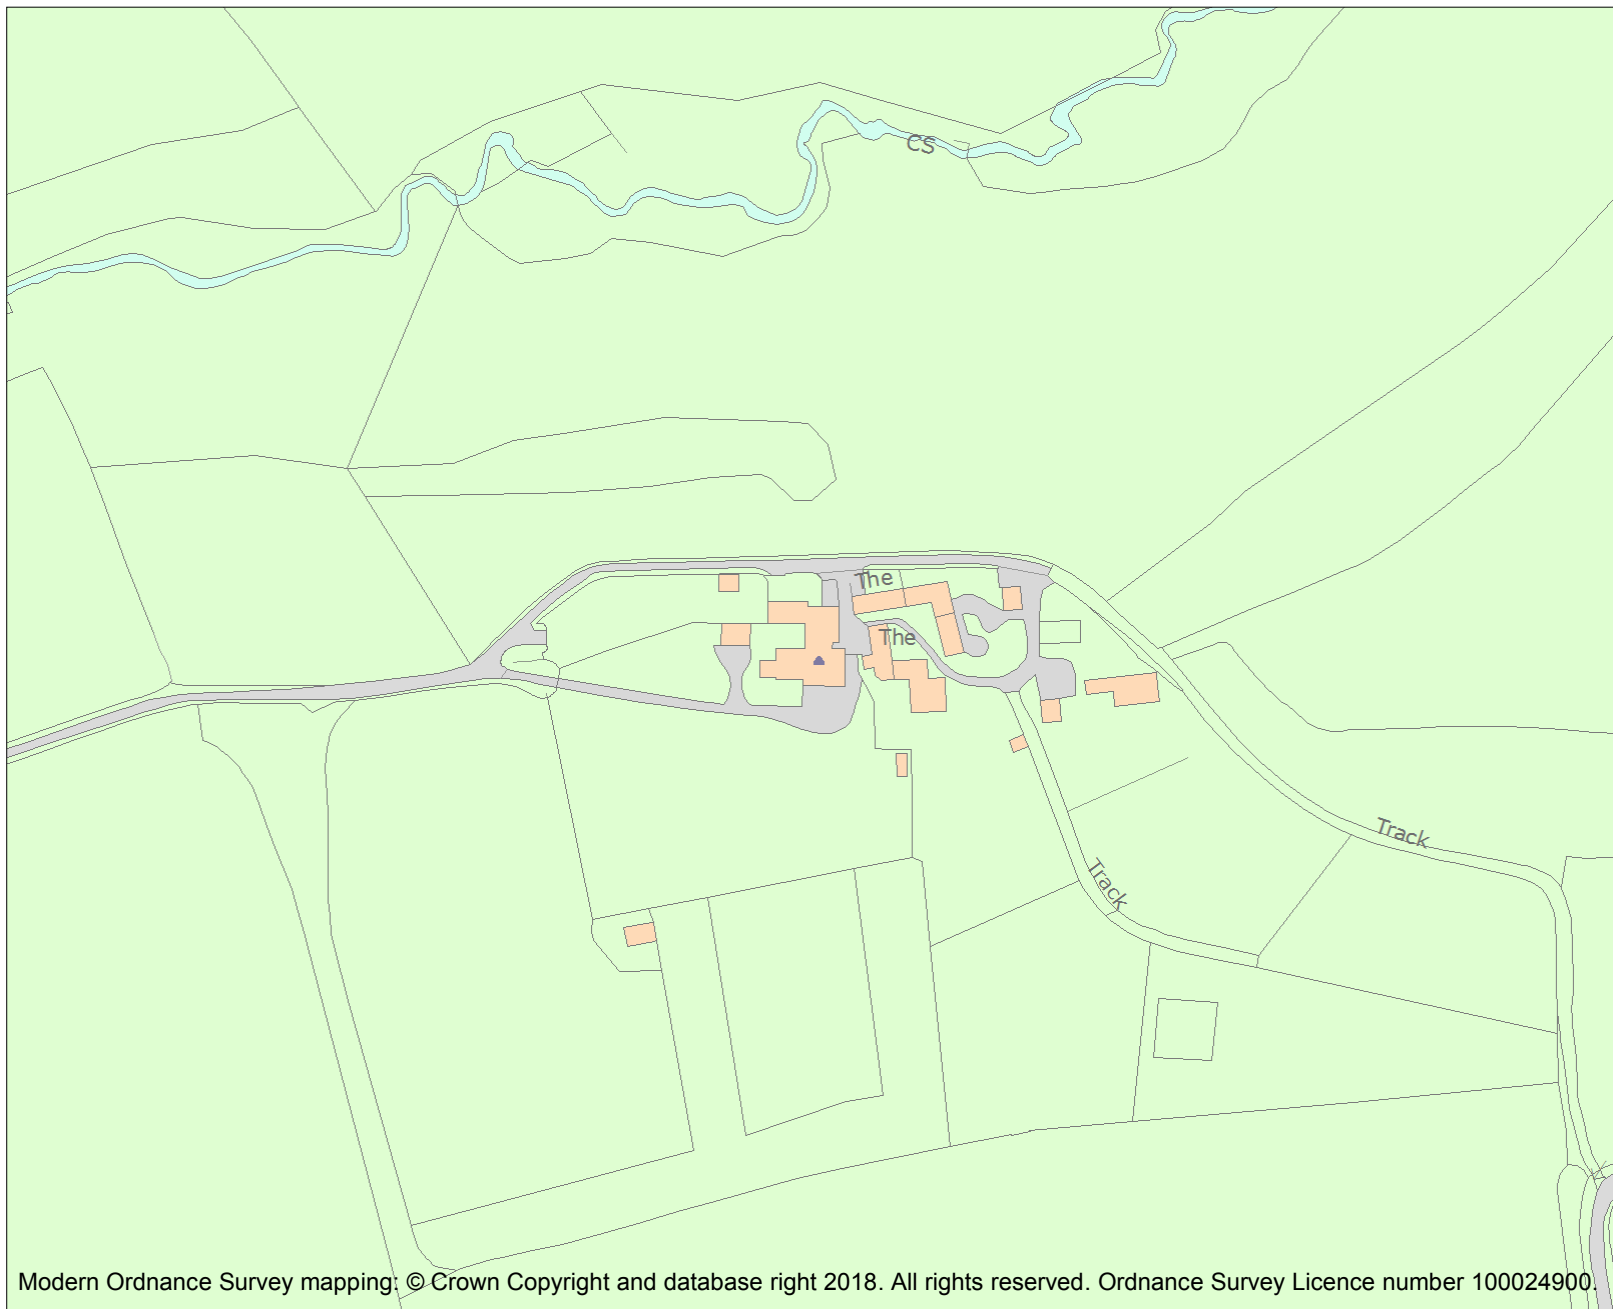 CS
The
The
Track
Track
Modern Ordnance Survey mapping: © Crown Copyright and database right 2018. All rights reserved. Ordnance Survey Licence number 100024900.